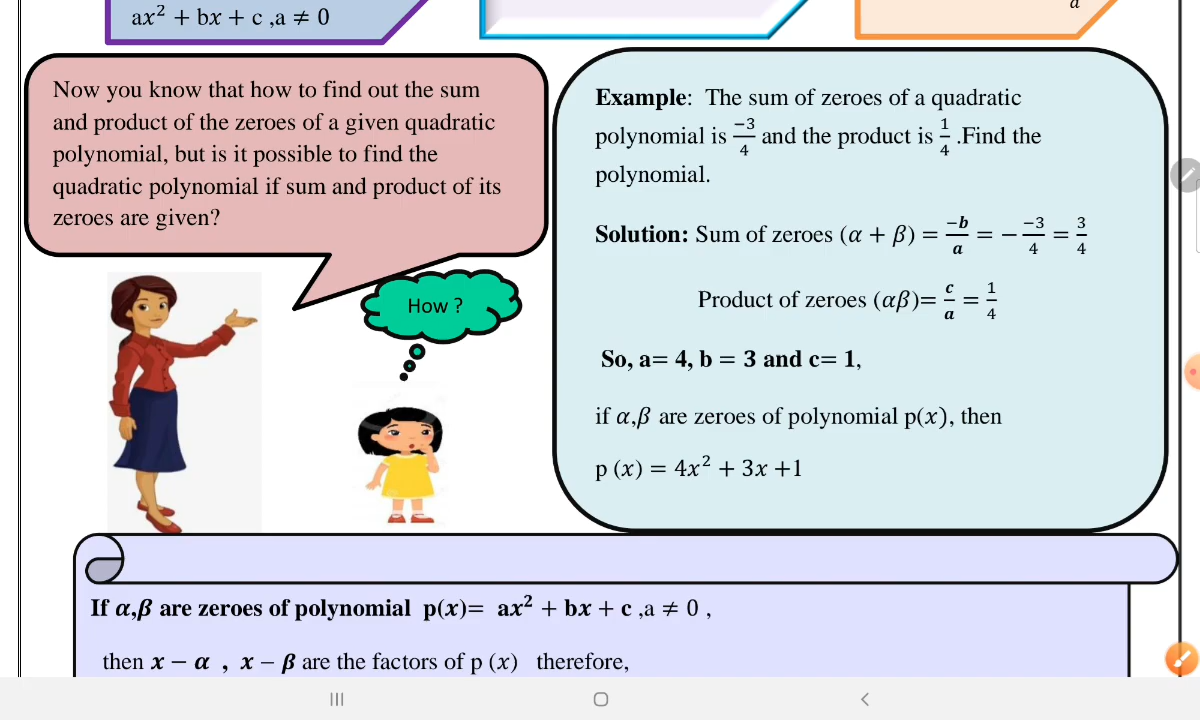 ax² + bx + c ,a ≠ 0
a
Now you know that how to find out the sum
and product of the zeroes of a given quadratic
polynomial, but is it possible to find the
quadratic polynomial if sum and product of its
zeroes are given?
How ?
Example: The sum of zeroes of a quadratic
polynomial is −3/4 and the product is 1/4 .Find the
polynomial.
Solution: Sum of zeroes (α + β) = −b/a = − −3/4 = 3/4
Product of zeroes (αβ)= c/a = 1/4
So, a= 4, b = 3 and c= 1,
if α,β are zeroes of polynomial p(x), then
p (x) = 4x² + 3x +1
If α,β are zeroes of polynomial p(x)= ax² + bx + c ,a ≠ 0 ,
then x − α , x − β are the factors of p (x) therefore,